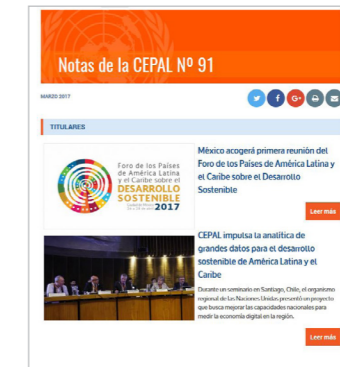 Notas de la CEPAL Nº 91
MARZO 2017
TITULARES
Foro de los Países
de América Latina
y el Caribe sobre el
DESARROLLO
SOSTENIBLE
2017
México acogerá primera reunión del
Foro de los Países de América Latina y
el Caribe sobre el Desarrollo
Sostenible
Leer más
CEPAL impulsa la analítica de
grandes datos para el desarrollo
sostenible de América Latina y el
Caribe
Durante un seminario en Santiago, Chile, el organismo
regional de las Naciones Unidas presentó un proyecto
que busca mejorar las capacidades nacionales para
medir la economía digital en la región.
Leer más